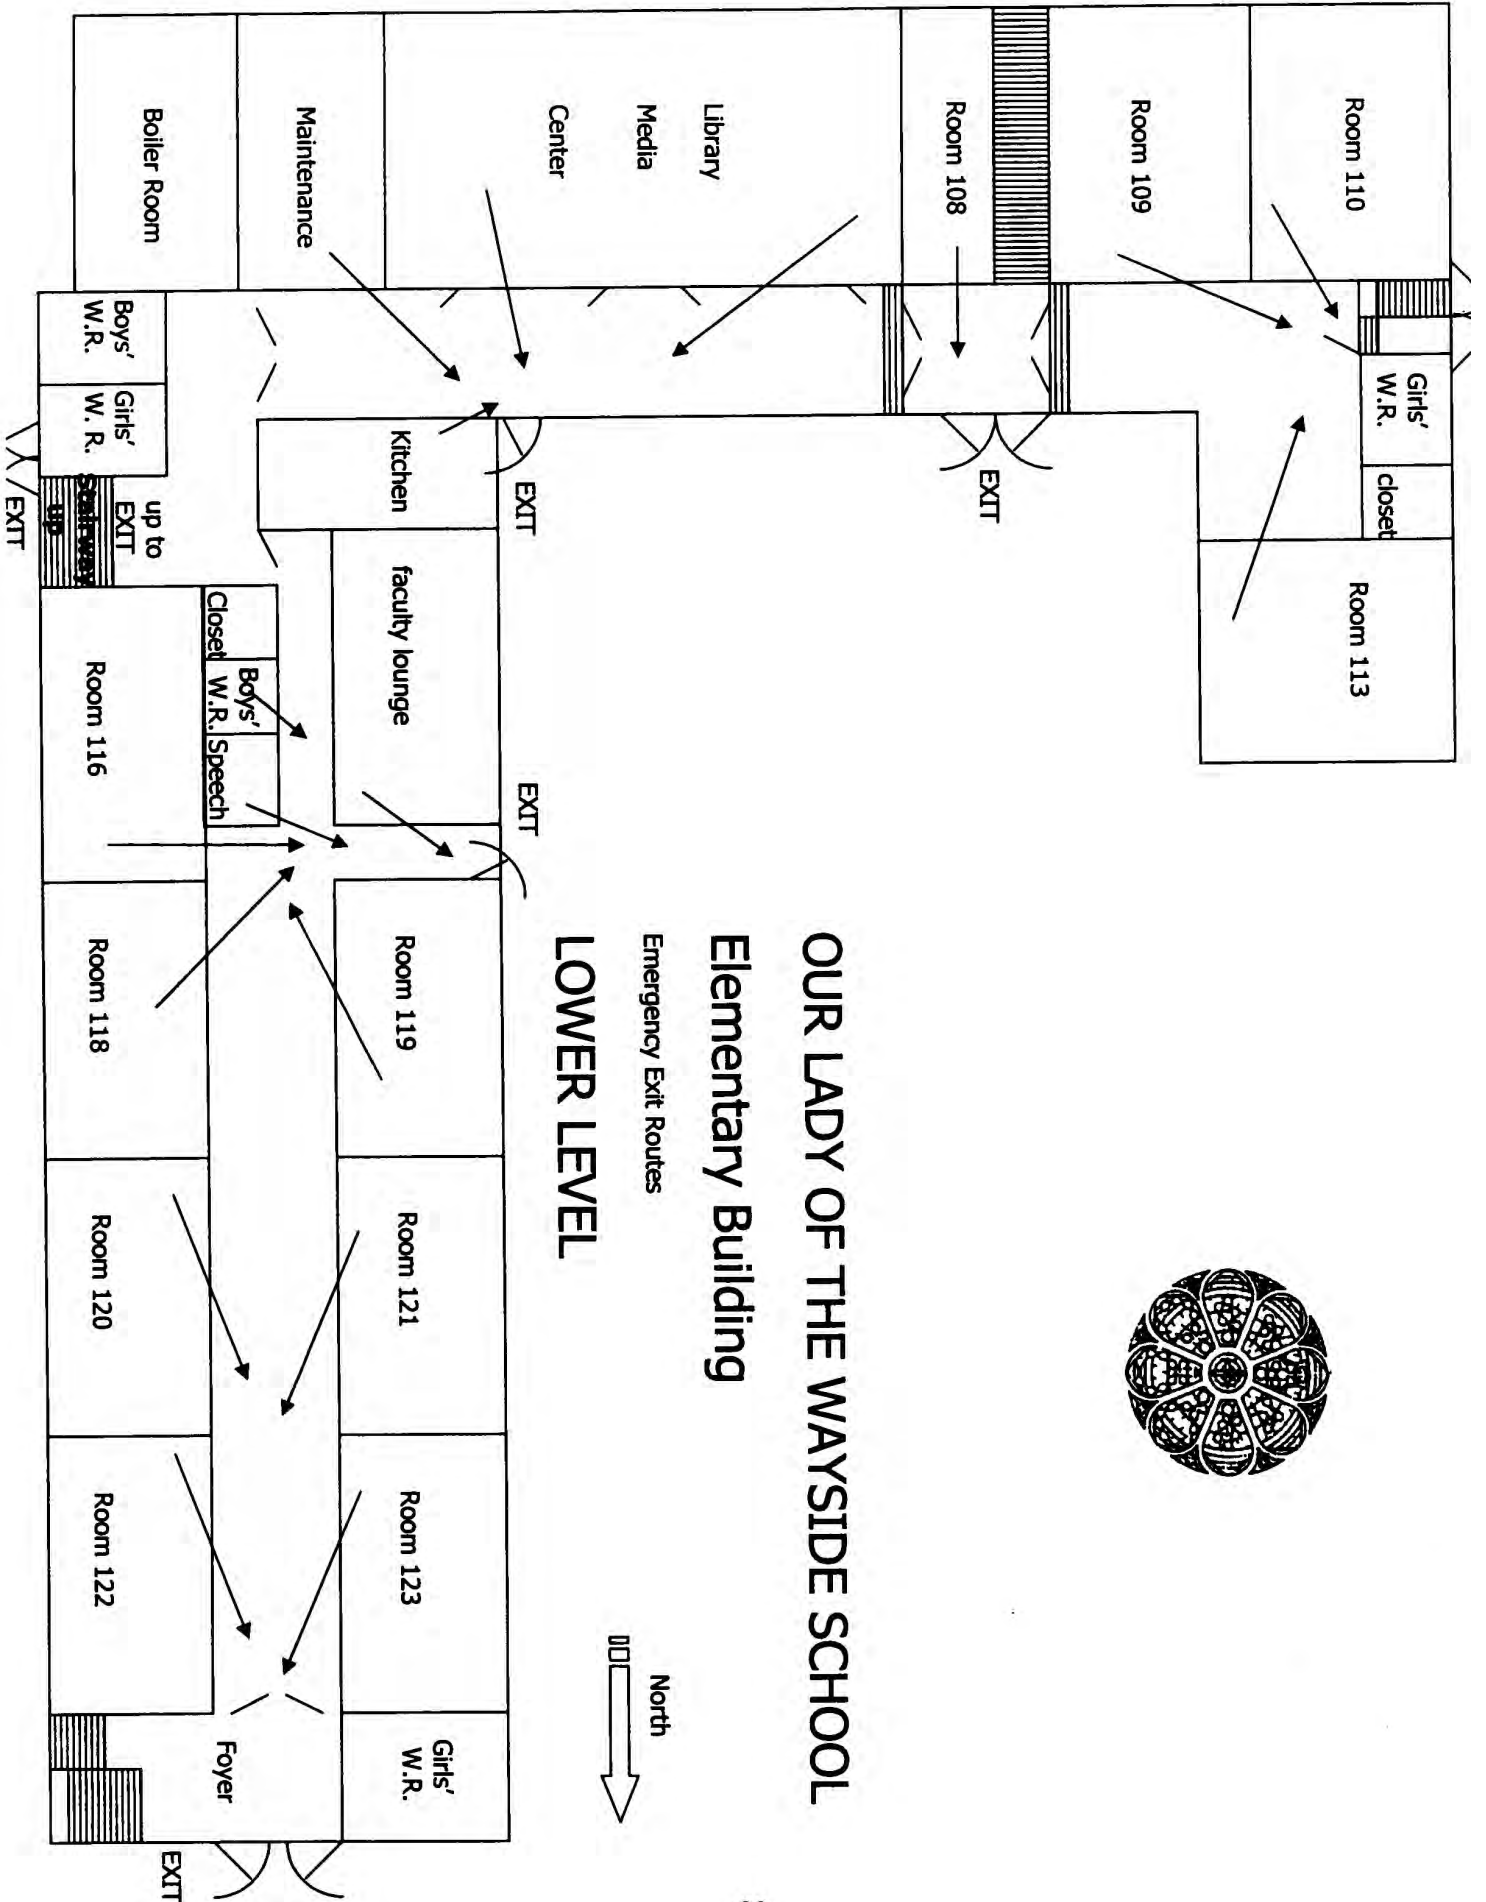 OUR LADY OF THE WAYSIDE SCHOOL
Elementary Building
Emergency Exit Routes
LOWER LEVEL
North
Room 110
Room 109
Room 108
Library
Media
Center
Maintenance
Boiler Room
Girls'
W.R.
closet
Room 113
EXIT
EXIT
Kitchen
faculty lounge
EXIT
Boys'
W.R.
Girls'
W. R.
up to
EXIT
Stairway
up
EXIT
Closet
Boys'
W.R.
Speech
Room 116
Room 119
Room 118
Room 121
Room 120
Room 123
Room 122
Girls'
W.R.
Foyer
EXIT